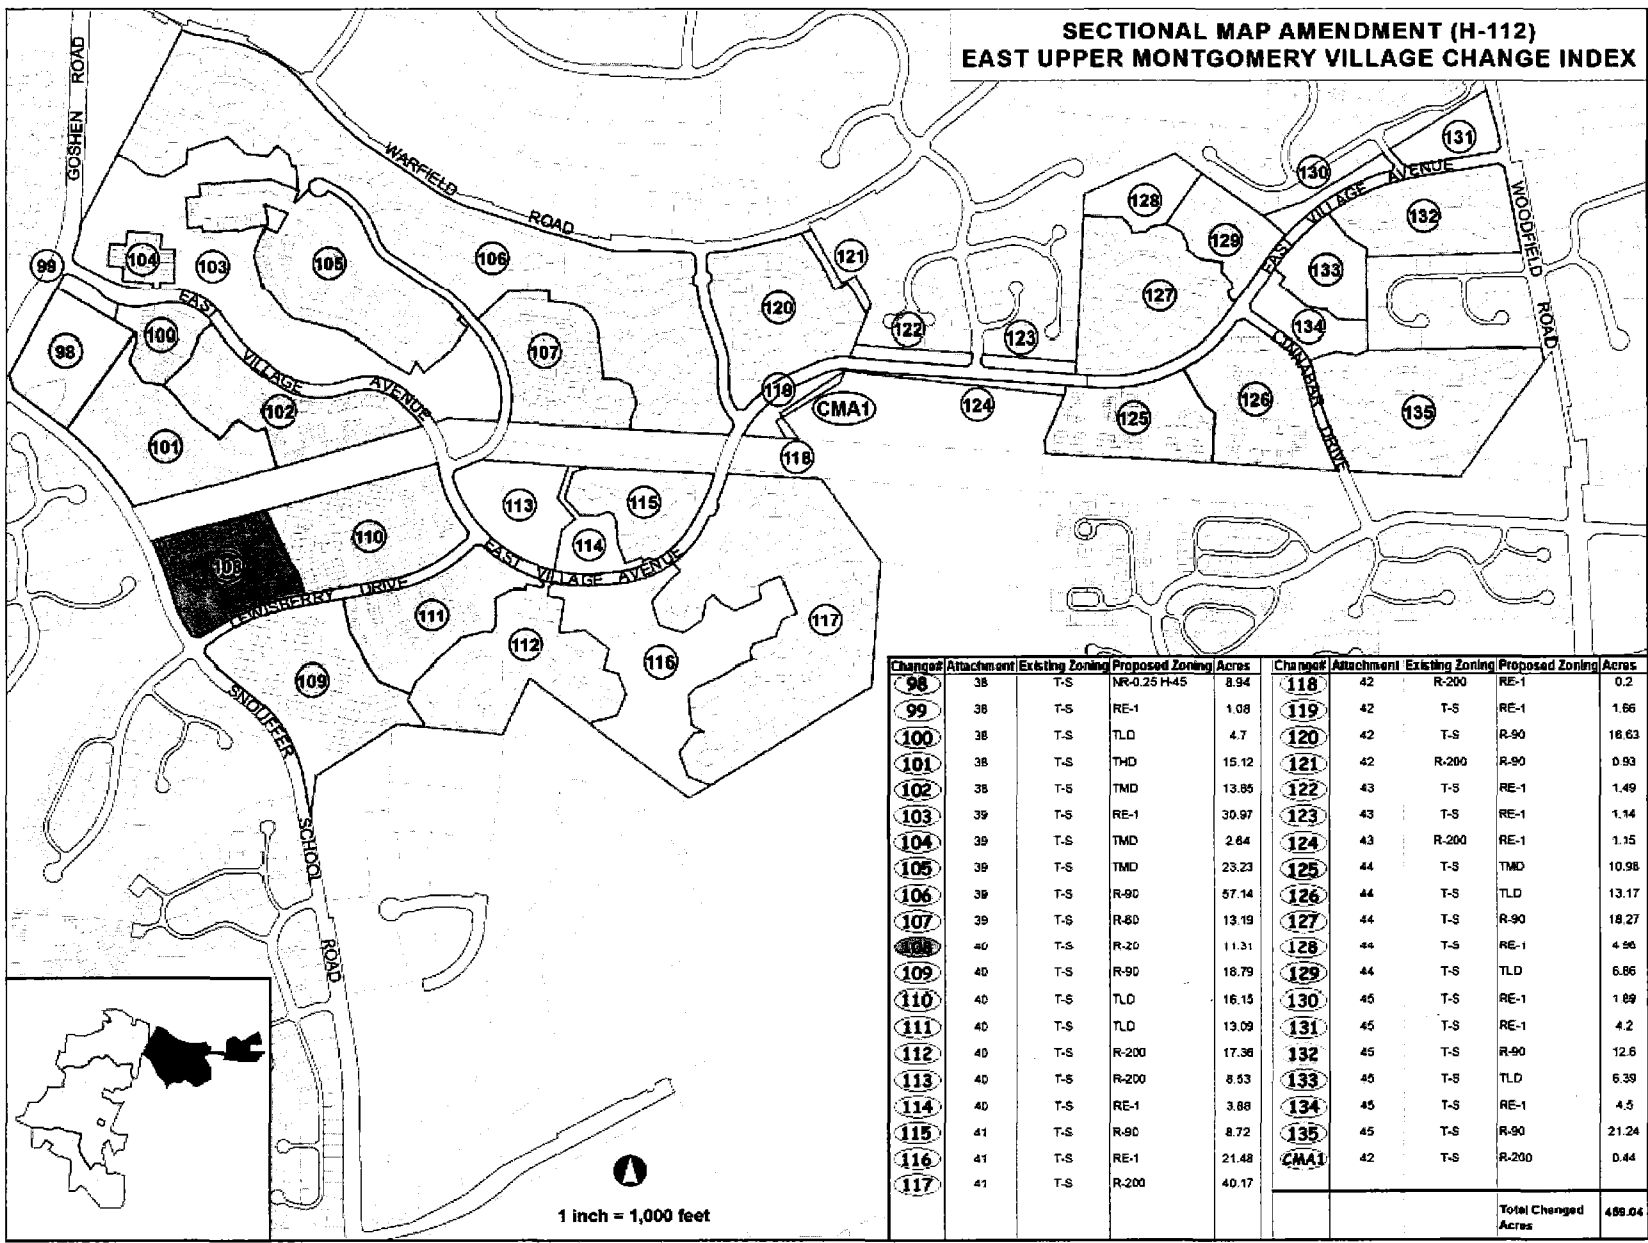 SECTIONAL MAP AMENDMENT (H-112)
EAST UPPER MONTGOMERY VILLAGE CHANGE INDEX
GOSHEN ROAD
WARFIELD ROAD
WOODFIELD ROAD
EAST VILLAGE AVENUE
EAST VILLAGE AVENUE
EAST VILLAGE AVENUE
CINNABAR DRIVE
LEWISBERRY DRIVE
SNOUFFER SCHOOL ROAD
98
99
100
101
102
103
104
105
106
107
108
109
110
111
112
113
114
115
116
117
118
119
CMA1
120
121
122
123
124
125
126
127
128
129
130
131
132
133
134
135
1 inch = 1,000 feet
Change# Attachment Existing Zoning Proposed Zoning Acres
98 38 T-S NR-0.25 H-45 8.94
99 38 T-S RE-1 1.08
100 38 T-S TLD 4.7
101 38 T-S THD 15.12
102 38 T-S TMD 13.85
103 39 T-S RE-1 30.97
104 39 T-S TMD 2.64
105 39 T-S TMD 23.23
106 39 T-S R-90 57.14
107 39 T-S R-60 13.19
108 40 T-S R-20 11.31
109 40 T-S R-90 18.79
110 40 T-S TLD 16.15
111 40 T-S TLD 13.09
112 40 T-S R-200 17.36
113 40 T-S R-200 8.53
114 40 T-S RE-1 3.88
115 41 T-S R-90 8.72
116 41 T-S RE-1 21.48
117 41 T-S R-200 40.17
Change# Attachment Existing Zoning Proposed Zoning Acres
118 42 R-200 RE-1 0.2
119 42 T-S RE-1 1.66
120 42 T-S R-90 16.63
121 42 R-200 R-90 0.93
122 43 T-S RE-1 1.49
123 43 T-S RE-1 1.14
124 43 R-200 RE-1 1.15
125 44 T-S TMD 10.98
126 44 T-S TLD 13.17
127 44 T-S R-90 18.27
128 44 T-S RE-1
129 44 T-S TLD 6.86
130 45 T-S RE-1 1.89
131 45 T-S RE-1 4.2
132 45 T-S R-90 12.6
133 45 T-S TLD 6.39
134 45 T-S RE-1 4.5
135 45 T-S R-90 21.24
CMA1 42 T-S R-200 0.44
Total Changed Acres 469.04